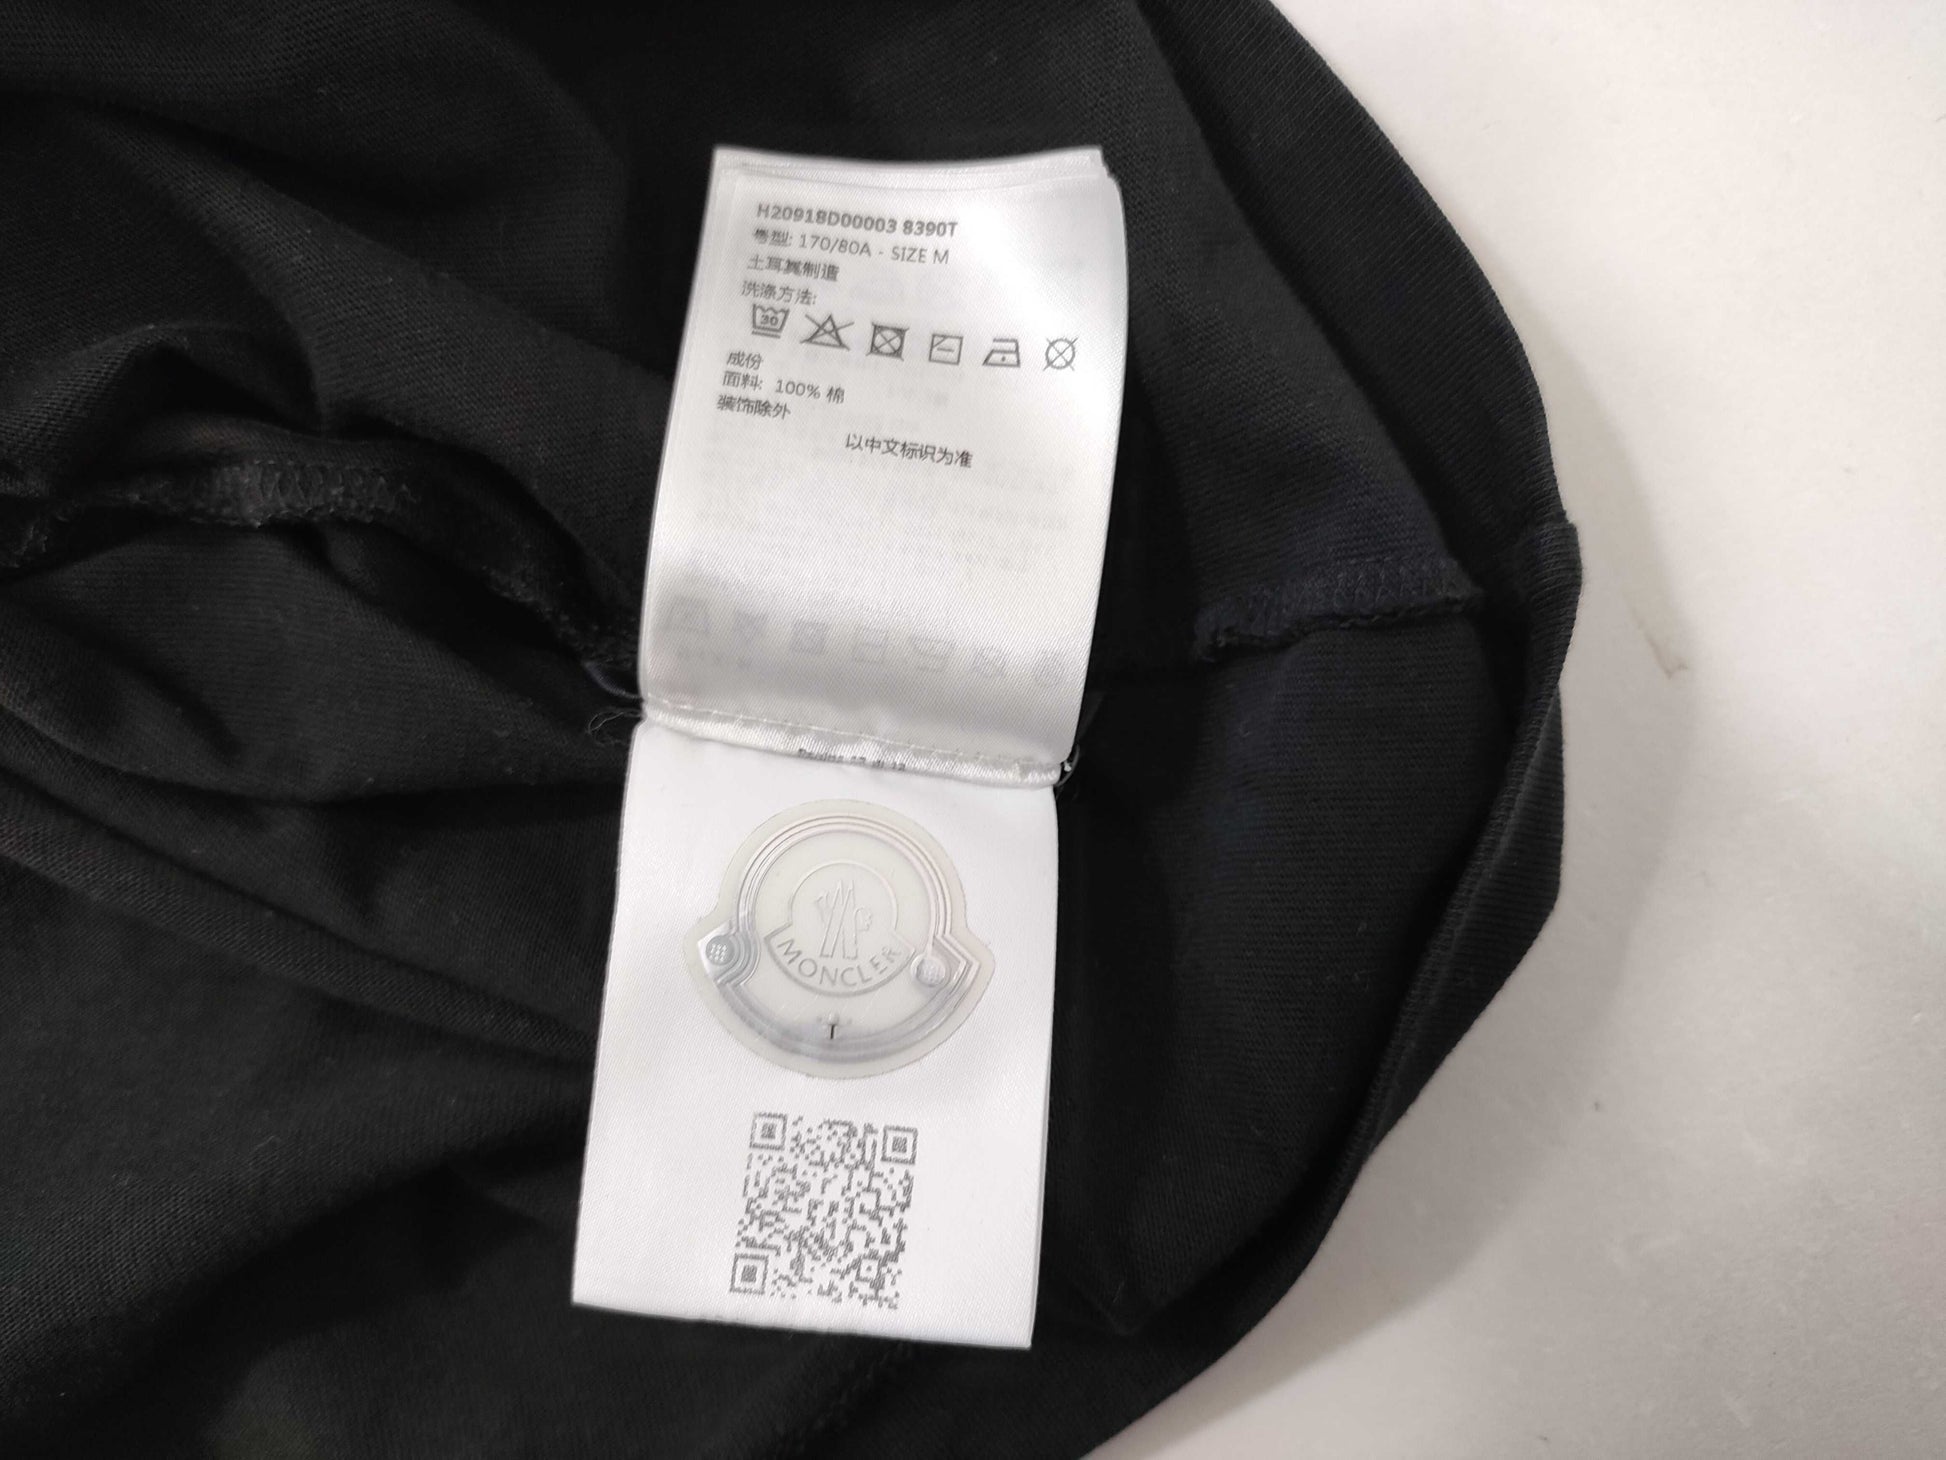 H20918D00003 8390T
号型: 170/80A - SIZE M
土耳其制造
洗涤方法:
30
成份
面料: 100% 棉
装饰除外
以中文标识为准
MONCLER
T